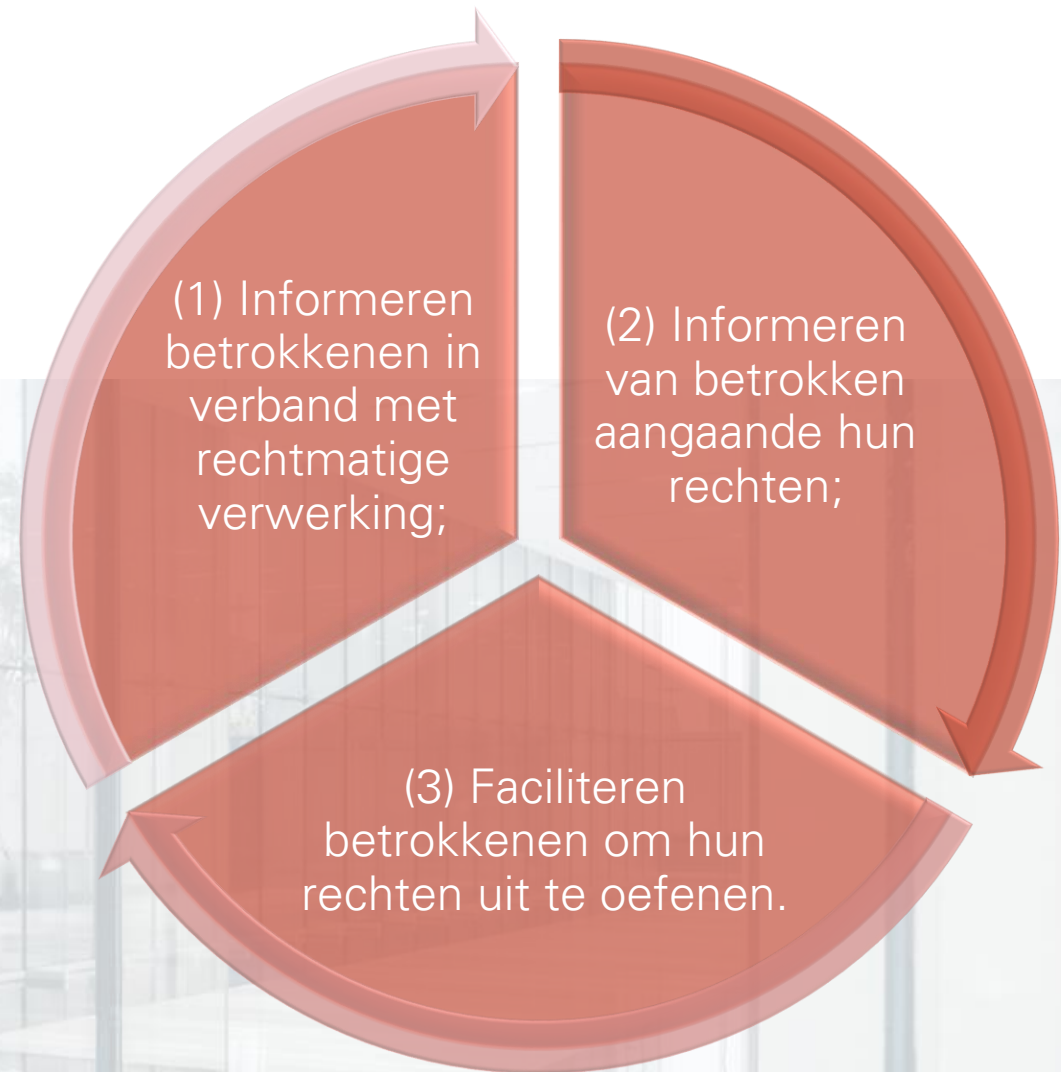 (1) Informeren
betrokkenen in
verband met
rechtmatige
verwerking;
(2) Informeren
van betrokken
aangaande hun
rechten;
(3) Faciliteren
betrokkenen om hun
rechten uit te oefenen.